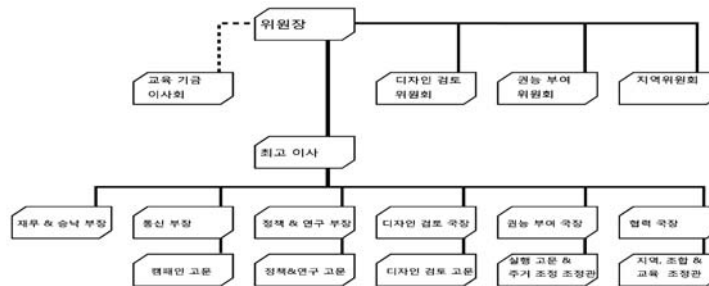 위원장
교육 기금
이사회
디자인 검토
위원회
권능 부여
위원회
지역위원회
최고 이사
재무 & 승낙 부장
통신 부장
정책 & 연구 부장
디자인 검토 국장
권능 부여 국장
협력 국장
캠패인 고문
정책&연구 고문
디자인 검토 고문
실행 고문 &
주거 조정 조정관
지역, 조합 &
교육 조정관